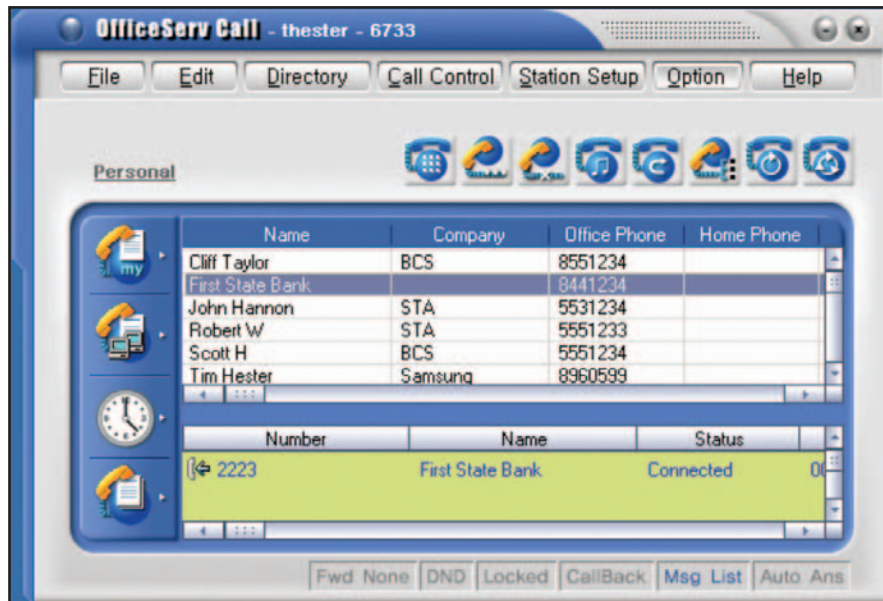 OfficeServ Call - thester - 6733
File Edit Directory Call Control Station Setup Option Help
Personal
my
Name Company Office Phone Home Phone
Cliff Taylor BCS 8551234
First State Bank 8441234
John Hannon STA 5531234
Robert W STA 5551233
Scott H BCS 5551234
Tim Hester Samsung 8960599
Number Name Status
2223 First State Bank Connected
Fwd None DND Locked CallBack Msg List Auto Ans